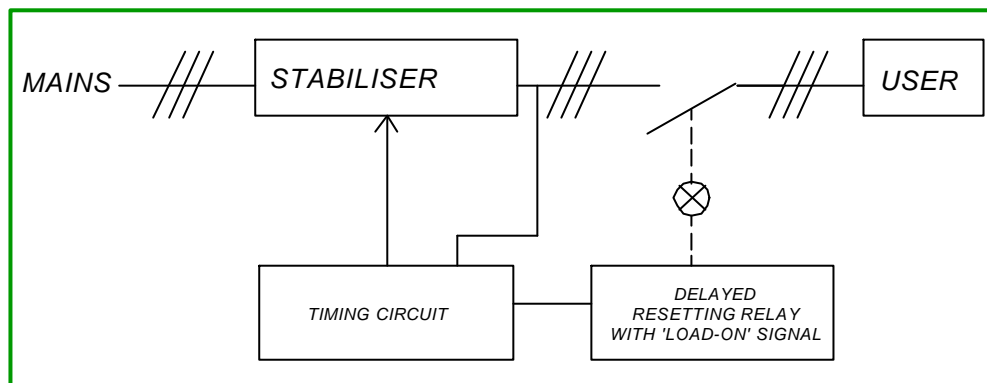 MAINS
STABILISER
USER
TIMING CIRCUIT
DELAYED
RESETTING RELAY
WITH 'LOAD-ON' SIGNAL